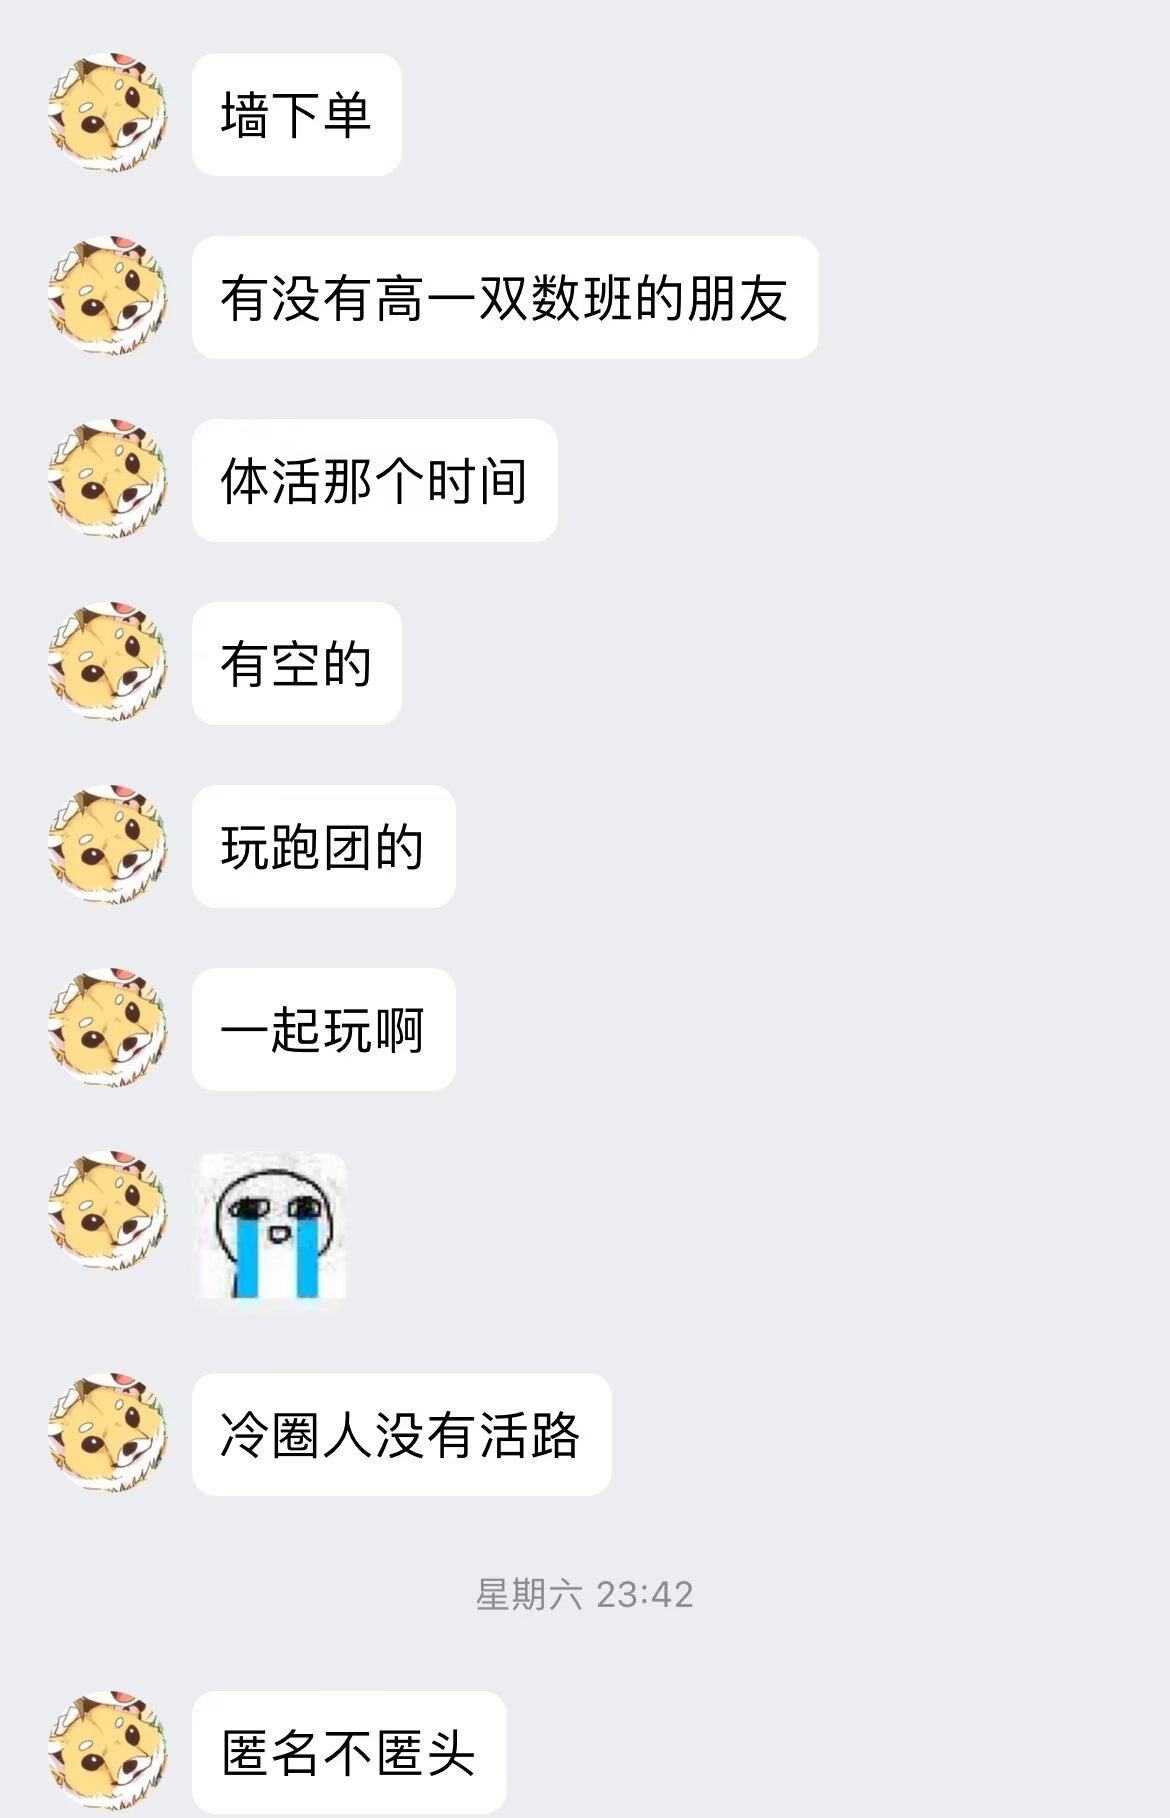 墙下单
有没有高一双数班的朋友
体活那个时间
有空的
玩跑团的
一起玩啊
冷圈人没有活路
星期六 23:42
匿名不匿头